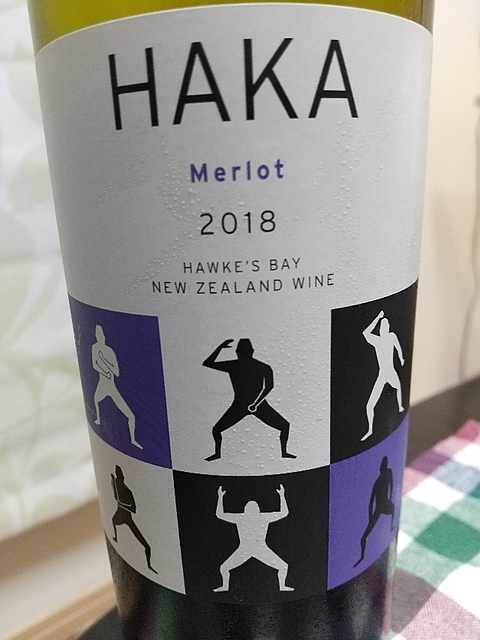 HAKA
Merlot
2018
HAWKE'S BAY
NEW ZEALAND WINE